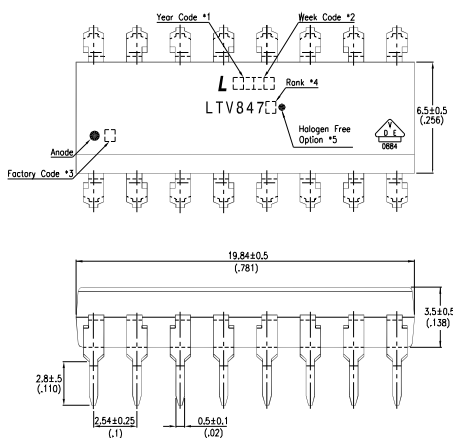 Year Code *1
Week Code *2
L
Rank *4
LTV847
Halogen Free
Option *5
V
D E
0884
Anode
Factory Code *3
6.5±0.5
(.256)
19.84±0.5
(.781)
3.5±0.5
(.138)
2.8±.5
(.110)
2.54±0.25
(.1)
0.5±0.1
(.02)